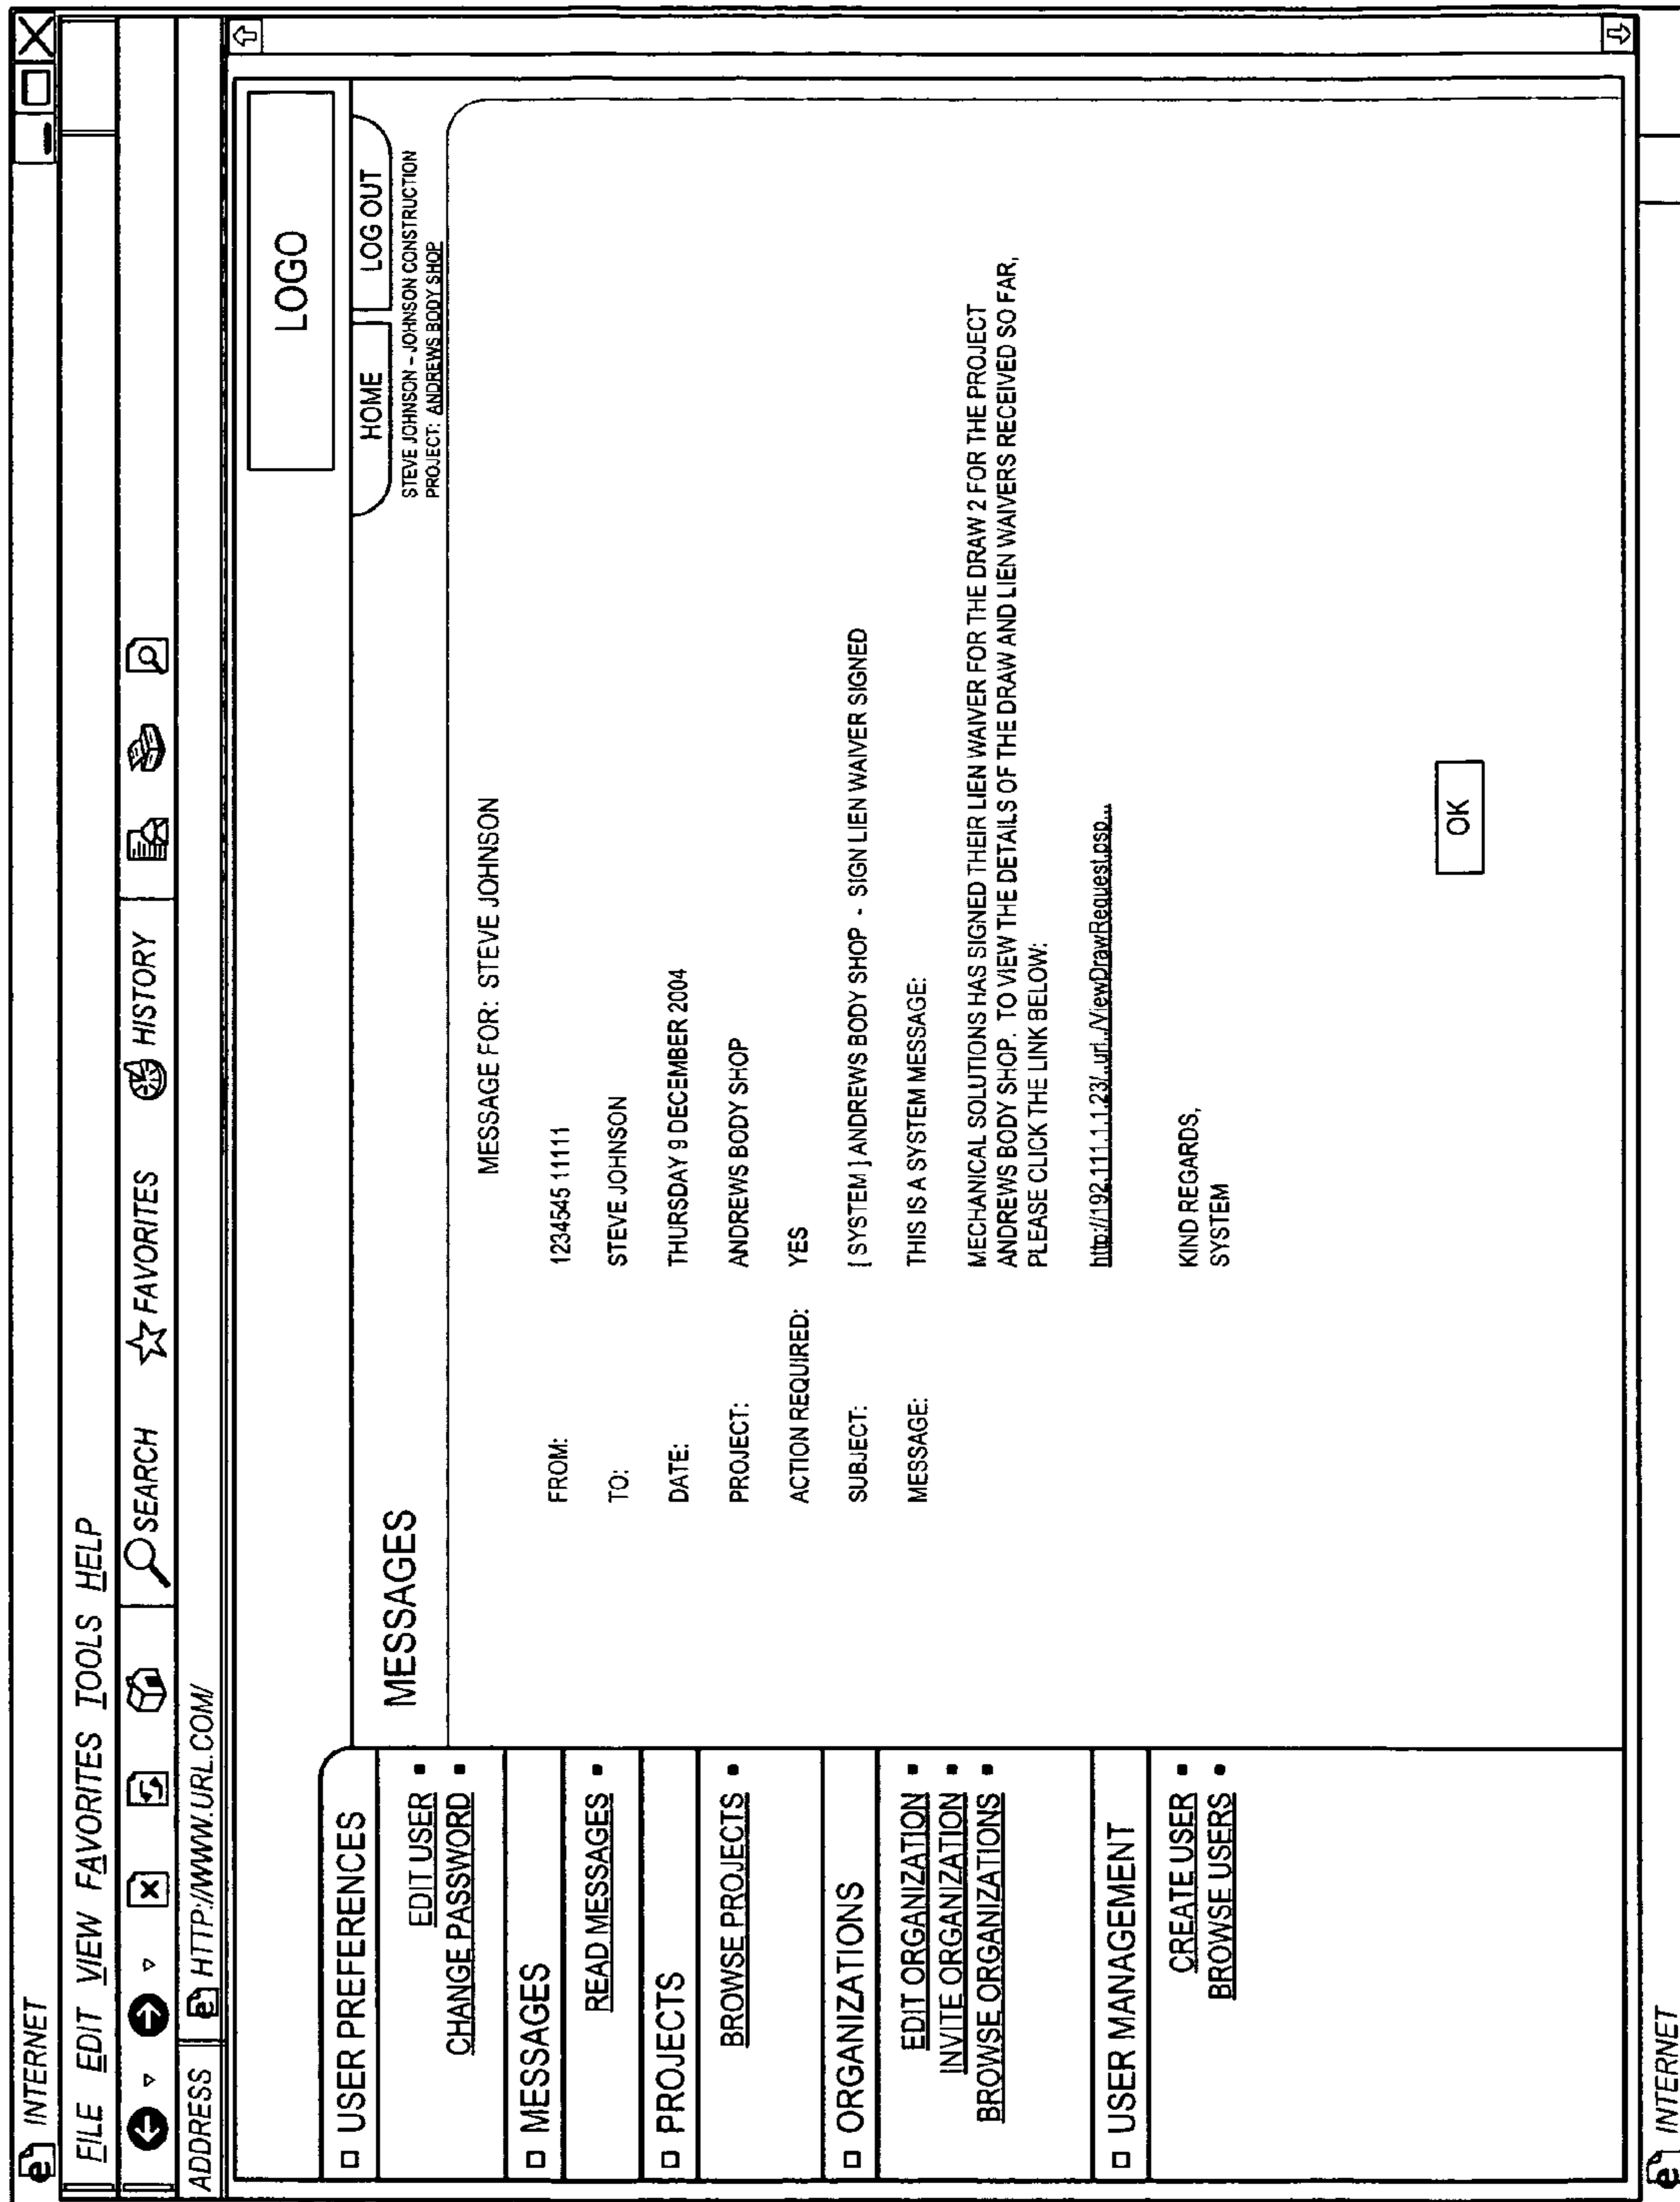 INTERNET
FILE EDIT VIEW FAVORITES TOOLS HELP
SEARCH FAVORITES HISTORY
ADDRESS HTTP://WWW.URL.COM/
LOGO
HOME LOG OUT
STEVE JOHNSON - JOHNSON CONSTRUCTION
PROJECT: ANDREWS BODY SHOP
USER PREFERENCES
EDIT USER
CHANGE PASSWORD
MESSAGES
READ MESSAGES
PROJECTS
BROWSE PROJECTS
ORGANIZATIONS
EDIT ORGANIZATION
INVITE ORGANIZATION
BROWSE ORGANIZATIONS
USER MANAGEMENT
CREATE USER
BROWSE USERS
MESSAGES
MESSAGE FOR: STEVE JOHNSON
FROM: 1234545 11111
TO: STEVE JOHNSON
DATE: THURSDAY 9 DECEMBER 2004
PROJECT: ANDREWS BODY SHOP
ACTION REQUIRED: YES
SUBJECT: [ SYSTEM ] ANDREWS BODY SHOP - SIGN LIEN WAIVER SIGNED
MESSAGE: THIS IS A SYSTEM MESSAGE:
MECHANICAL SOLUTIONS HAS SIGNED THEIR LIEN WAIVER FOR THE DRAW 2 FOR THE PROJECT
ANDREWS BODY SHOP. TO VIEW THE DETAILS OF THE DRAW AND LIEN WAIVERS RECEIVED SO FAR,
PLEASE CLICK THE LINK BELOW:
http://192.111.1.23/..url../ViewDrawRequest.psp...
KIND REGARDS,
SYSTEM
OK
INTERNET